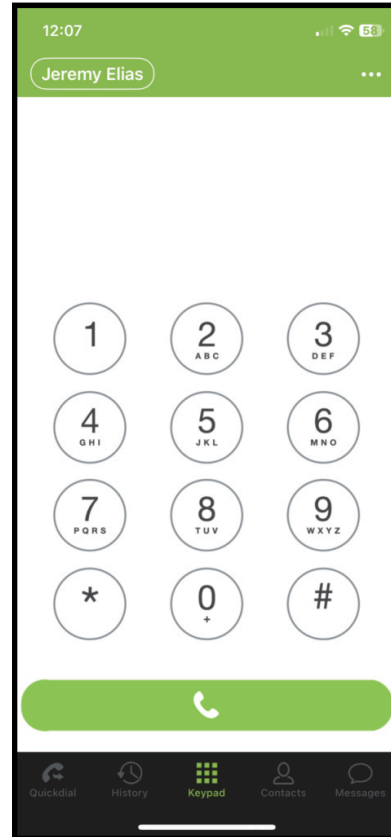 12:07 58
Jeremy Elias
1 2 3
ABC DEF
4 5 6
GHI JKL MNO
7 8 9
PQRS TUV WXYZ
* 0 #
+
Quickdial History Keypad Contacts Messages